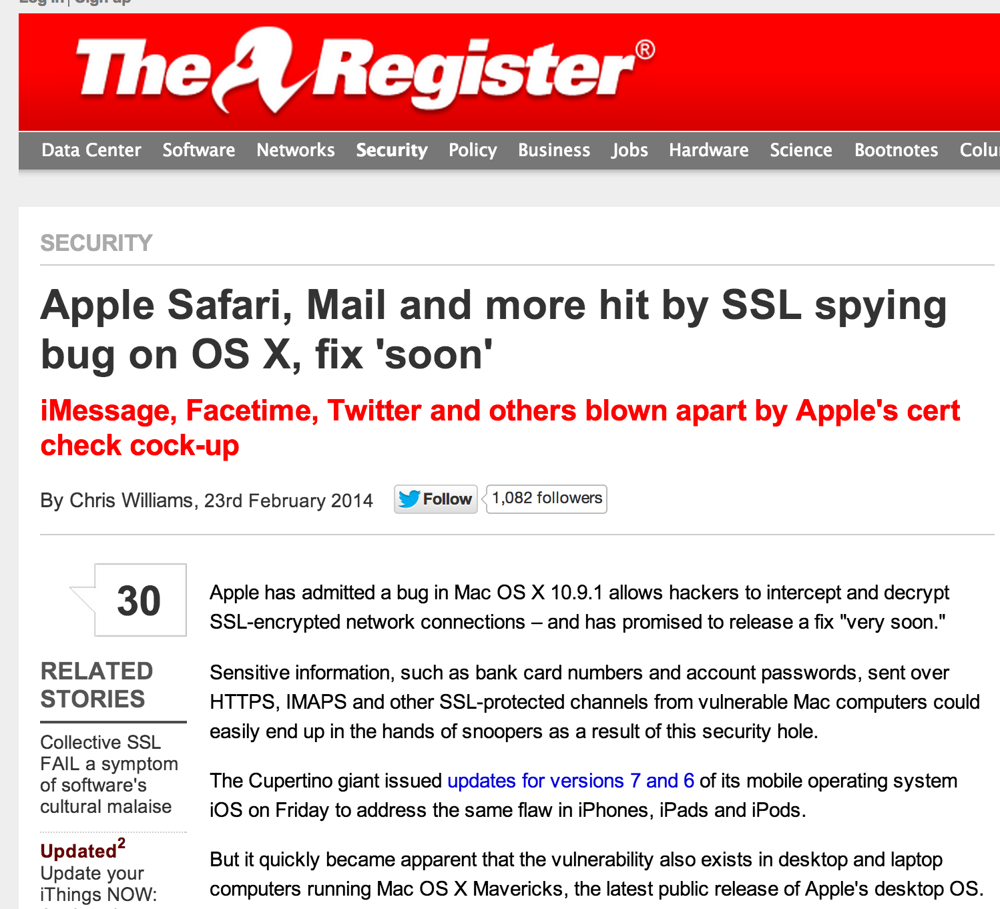 Log in | Sign up
The Register®
Data Center Software Networks Security Policy Business Jobs Hardware Science Bootnotes
SECURITY
Apple Safari, Mail and more hit by SSL spying
bug on OS X, fix 'soon'
iMessage, Facetime, Twitter and others blown apart by Apple's cert
check cock-up
By Chris Williams, 23rd February 2014
Follow
1,082 followers
30
RELATED
STORIES
Collective SSL
FAIL a symptom
of software's
cultural malaise
Updated2
Update your
iThings NOW:
Apple has admitted a bug in Mac OS X 10.9.1 allows hackers to intercept and decrypt
SSL-encrypted network connections – and has promised to release a fix "very soon."
Sensitive information, such as bank card numbers and account passwords, sent over
HTTPS, IMAPS and other SSL-protected channels from vulnerable Mac computers could
easily end up in the hands of snoopers as a result of this security hole.
The Cupertino giant issued updates for versions 7 and 6 of its mobile operating system
iOS on Friday to address the same flaw in iPhones, iPads and iPods.
But it quickly became apparent that the vulnerability also exists in desktop and laptop
computers running Mac OS X Mavericks, the latest public release of Apple's desktop OS.